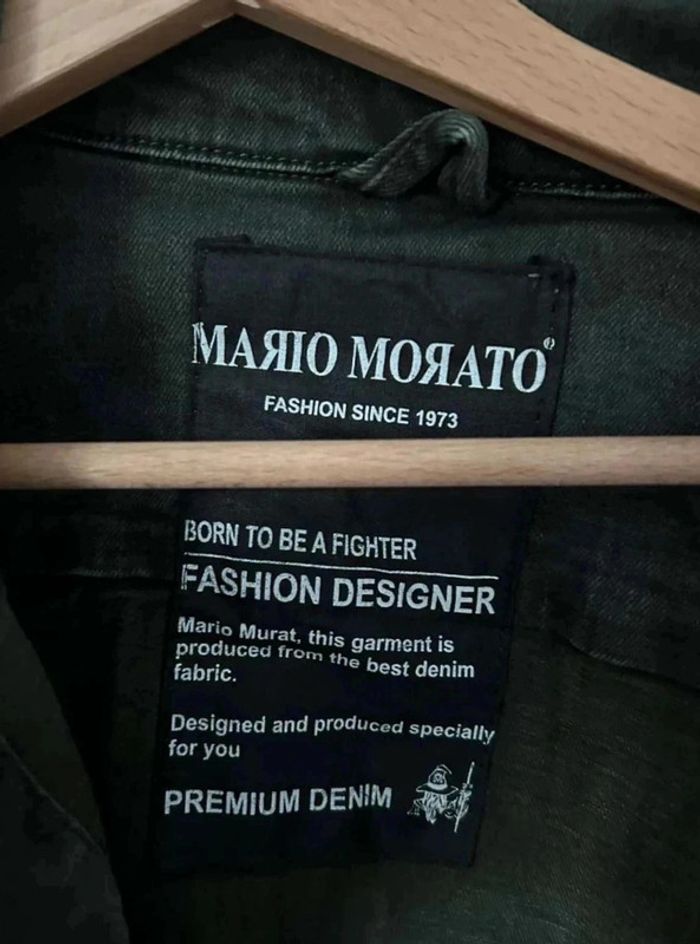 MAЯIO MOЯATO®
FASHION SINCE 1973
BORN TO BE A FIGHTER
FASHION DESIGNER
Mario Murat, this garment is
produced from the best denim
fabric.
Designed and produced specially
for you
PREMIUM DENIM